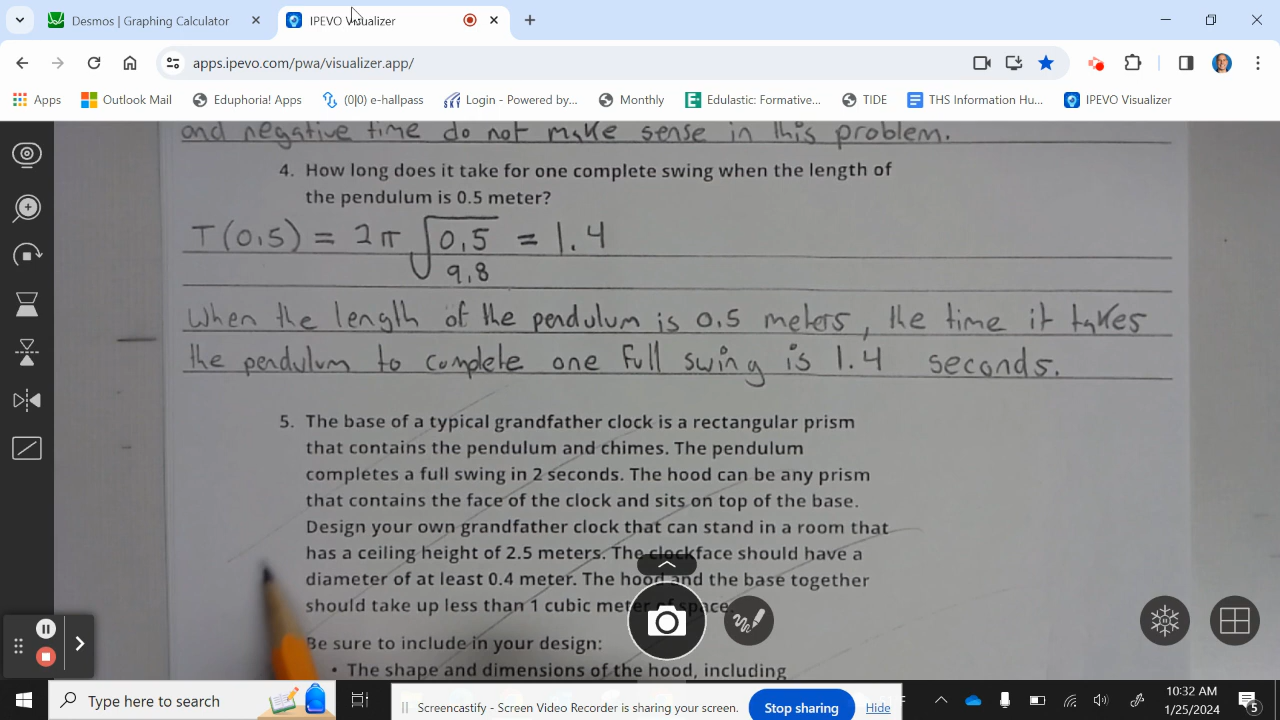 Desmos | Graphing Calculator
IPEVO Visualizer
apps.ipevo.com/pwa/visualizer.app/
Apps
Outlook Mail
eduphoria! Apps
(0|0) e-hallpass
Login - Powered by...
Monthly
Edulastic: Formative...
TIDE
THS Information Hu...
IPEVO Visualizer
and negative time do not make sense in this problem.
4. How long does it take for one complete swing when the length of
the pendulum is 0.5 meter?
T(0.5) = 2π √0.5/9.8 = 1.4
When the length of the pendulum is 0.5 meters, the time it takes
the pendulum to complete one full swing is 1.4 seconds.
5. The base of a typical grandfather clock is a rectangular prism
that contains the pendulum and chimes. The pendulum
completes a full swing in 2 seconds. The hood can be any prism
that contains the face of the clock and sits on top of the base.
Design your own grandfather clock that can stand in a room that
has a ceiling height of 2.5 meters. The clockface should have a
diameter of at least 0.4 meter. The hood and the base together
should take up less than 1 cubic meter of space.
Be sure to include in your design:
• The shape and dimensions of the hood, including
Type here to search
Screencastify - Screen Video Recorder is sharing your screen.
Stop sharing
Hide
10:32 AM
1/25/2024
5